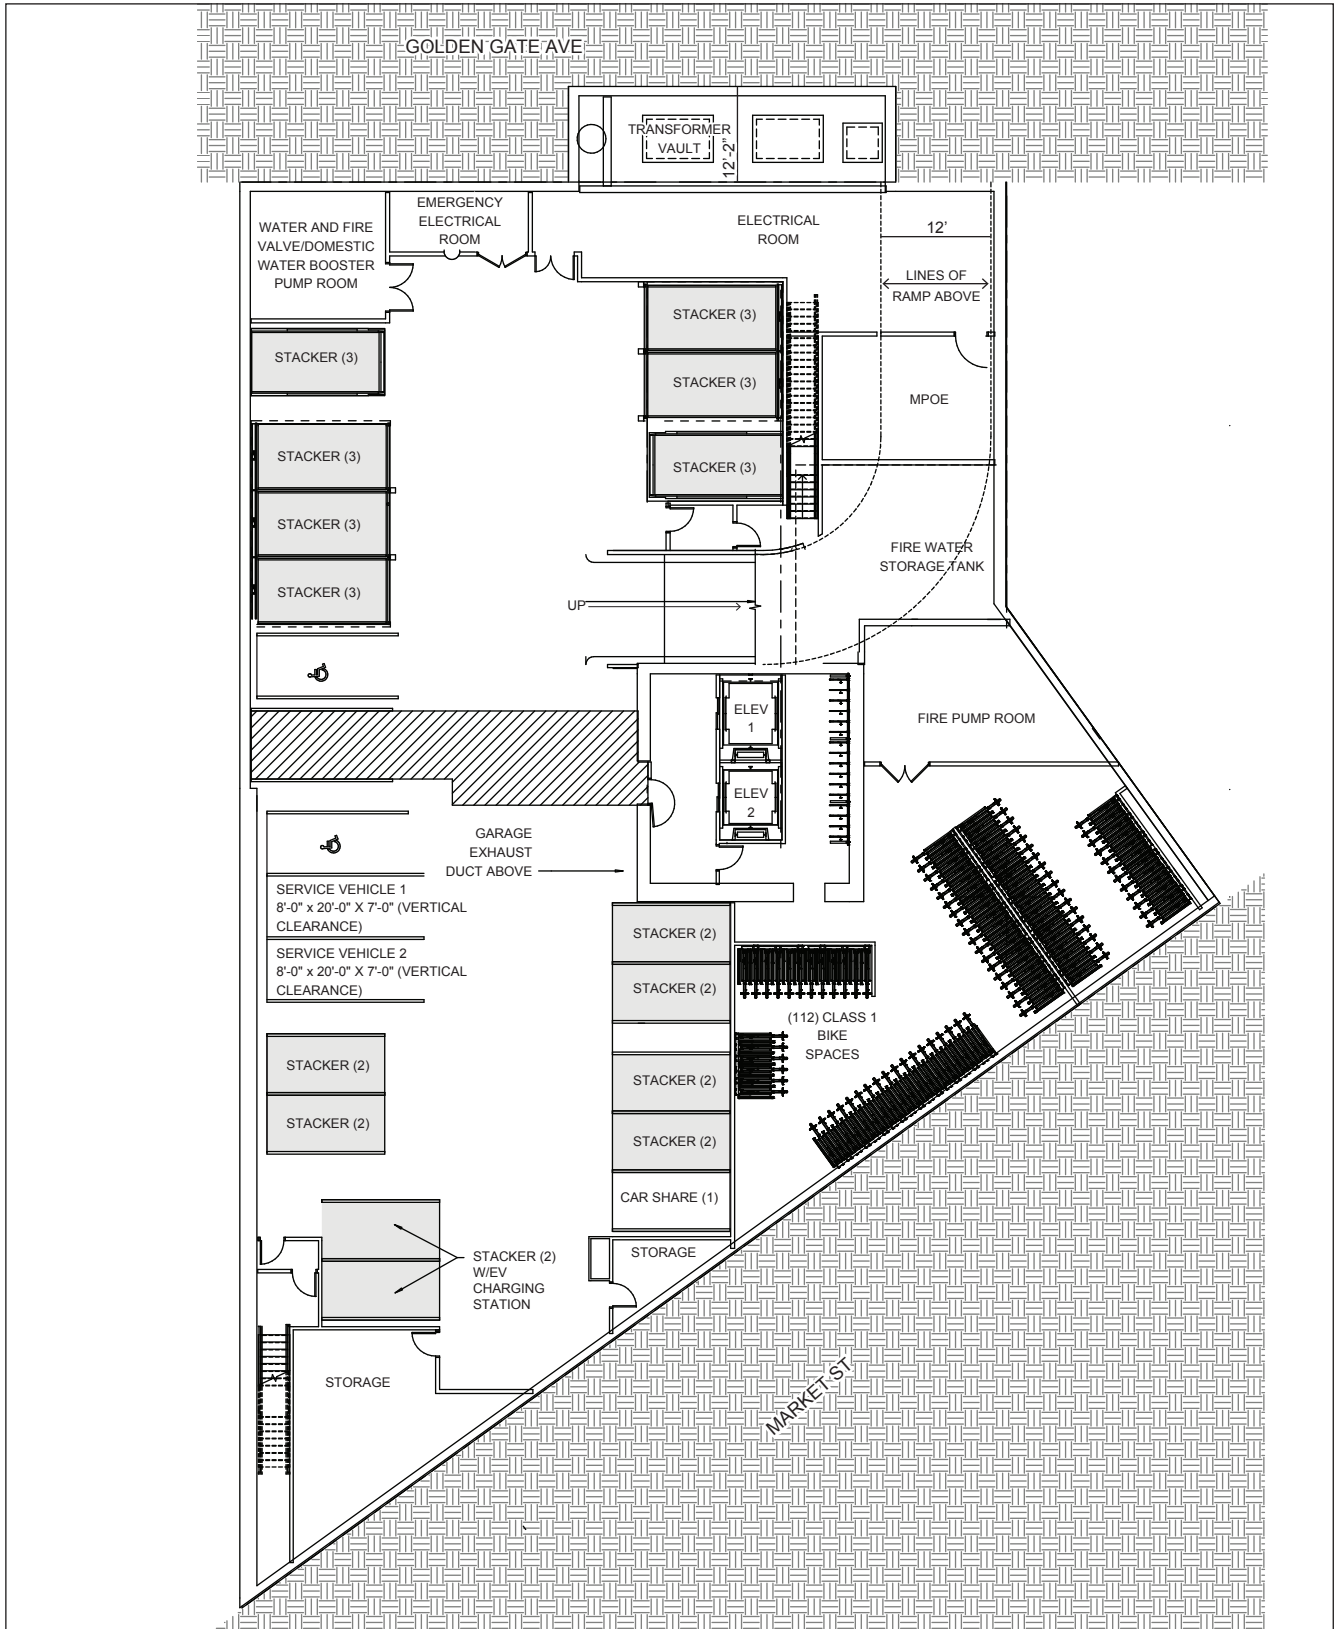 GOLDEN GATE AVE
TRANSFORMER
VAULT
12'-2"
WATER AND FIRE
VALVE/DOMESTIC
WATER BOOSTER
PUMP ROOM
EMERGENCY
ELECTRICAL
ROOM
ELECTRICAL
ROOM
12'
LINES OF
RAMP ABOVE
STACKER (3)
STACKER (3)
STACKER (3)
STACKER (3)
MPOE
STACKER (3)
STACKER (3)
STACKER (3)
FIRE WATER
STORAGE TANK
UP
ELEV
1
FIRE PUMP ROOM
ELEV
2
GARAGE
EXHAUST
DUCT ABOVE
SERVICE VEHICLE 1
8'-0" x 20'-0" X 7'-0" (VERTICAL
CLEARANCE)
SERVICE VEHICLE 2
8'-0" x 20'-0" X 7'-0" (VERTICAL
CLEARANCE)
STACKER (2)
STACKER (2)
(112) CLASS 1
BIKE
SPACES
STACKER (2)
STACKER (2)
STACKER (2)
STACKER (2)
CAR SHARE (1)
STACKER (2)
W/EV
CHARGING
STATION
STORAGE
STORAGE
MARKET ST